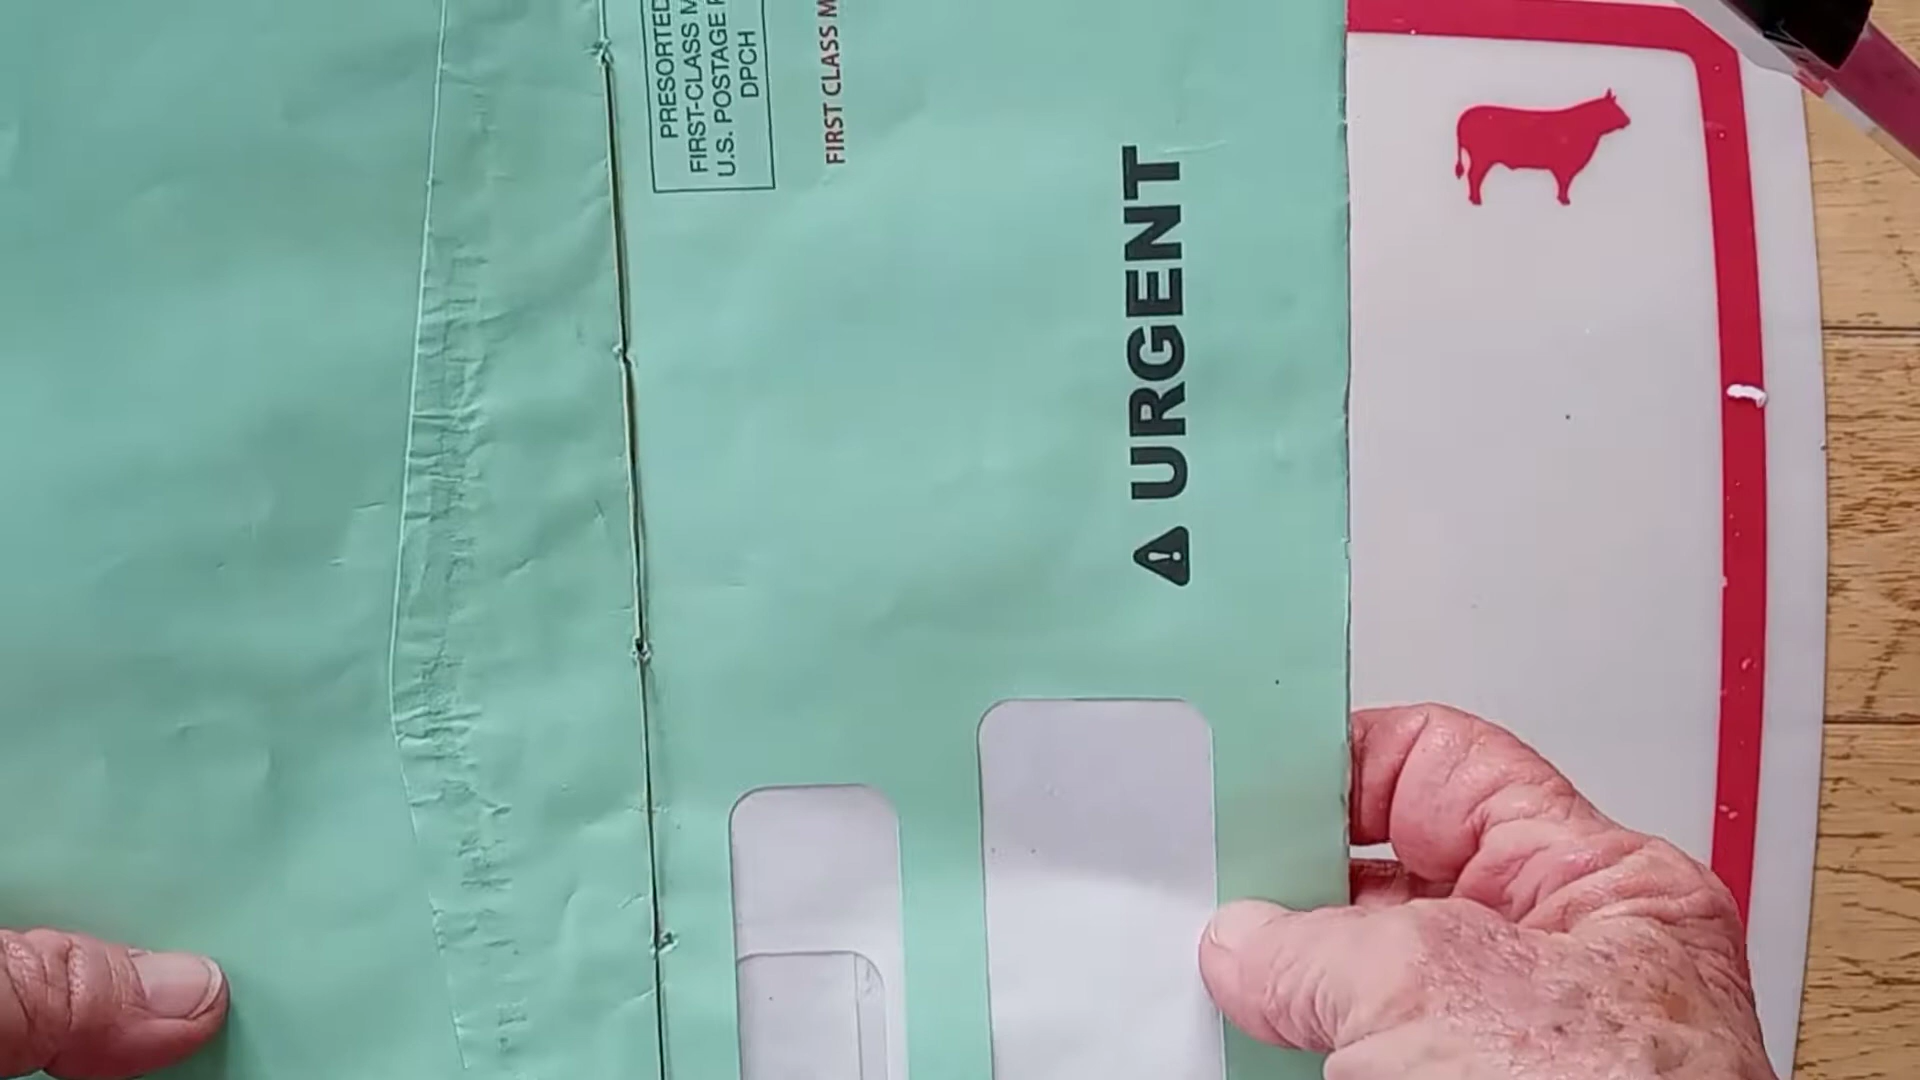 PRESORTED
FIRST-CLASS M
U.S. POSTAGE P
DPCH
FIRST CLASS M
URGENT